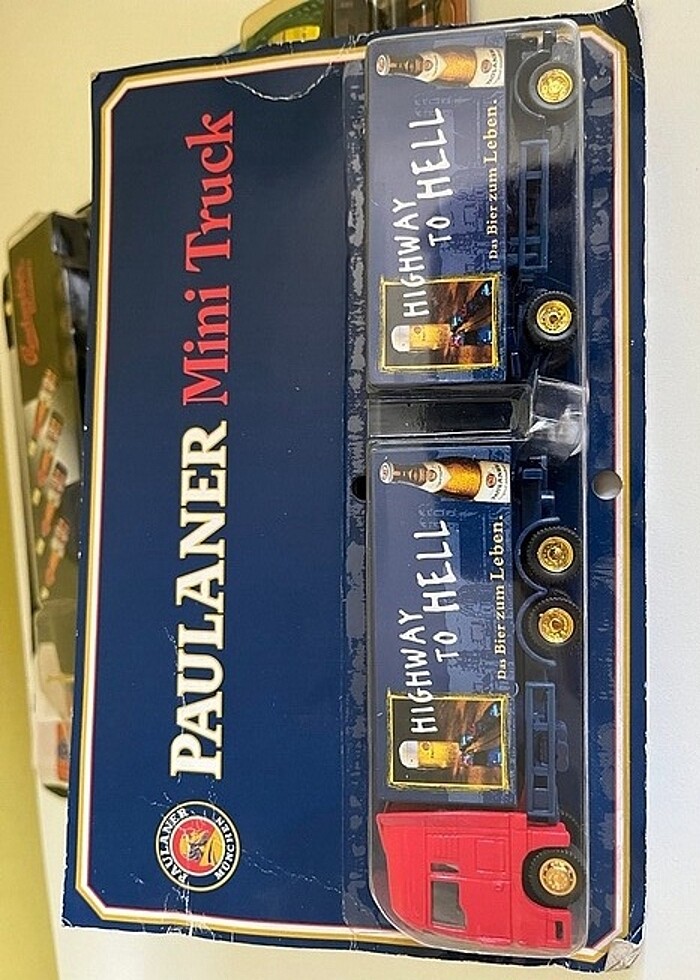 PAULANER Mini Truck
PAULANER
MÜNCHEN
HIGHWAY
TO HELL
Das Bier zum Leben.
HIGHWAY
TO HELL
Das Bier zum Leben.